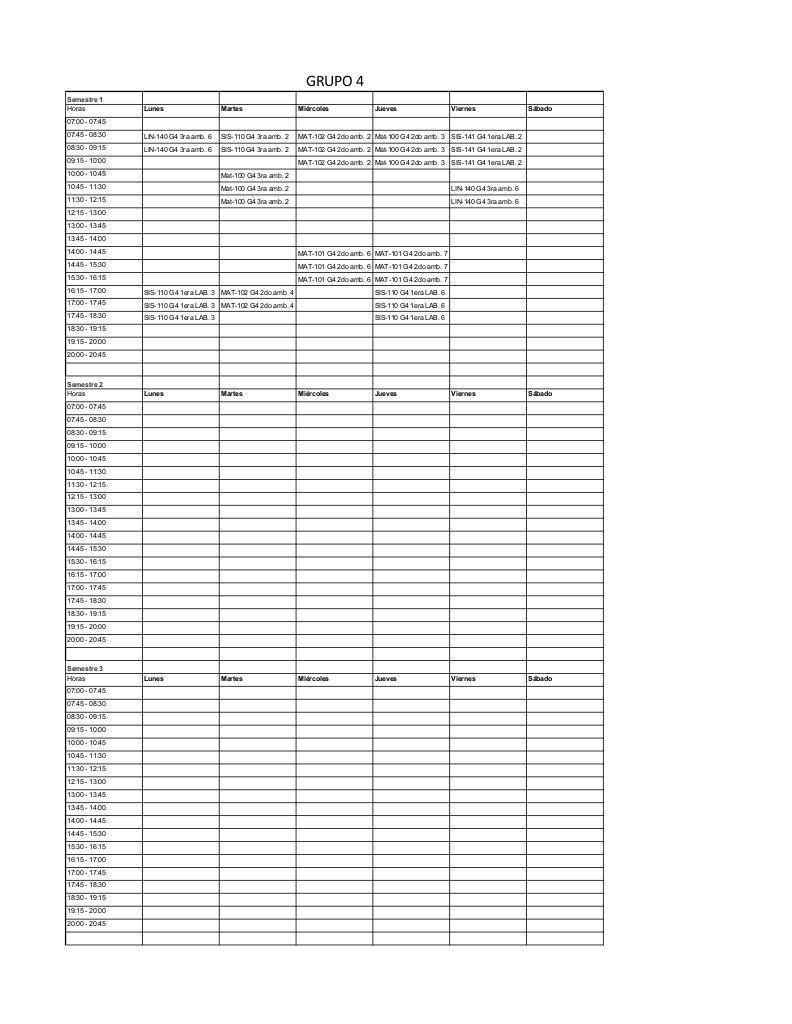 GRUPO 4
Semestre 1
Horas Lunes Martes Miércoles Jueves Viernes Sábado
07:00 - 07:45
07:45 - 08:30 LIN-140 G4 3ra amb. 6 SIS-110 G4 3ra amb. 2 MAT-102 G4 2do amb. 2 Mat-100 G4 2do amb. 3 SIS-141 G4 1era LAB. 2
08:30 - 09:15 LIN-140 G4 3ra amb. 6 SIS-110 G4 3ra amb. 2 MAT-102 G4 2do amb. 2 Mat-100 G4 2do amb. 3 SIS-141 G4 1era LAB. 2
09:15 - 10:00 MAT-102 G4 2do amb. 2 Mat-100 G4 2do amb. 3 SIS-141 G4 1era LAB. 2
10:00 - 10:45 Mat-100 G4 3ra amb. 2
10:45 - 11:30 Mat-100 G4 3ra amb. 2 LIN-140 G4 3ra amb. 6
11:30 - 12:15 Mat-100 G4 3ra amb. 2 LIN-140 G4 3ra amb. 6
12:15 - 13:00
13:00 - 13:45
13:45 - 14:00
14:00 - 14:45 MAT-101 G4 2do amb. 6 MAT-101 G4 2do amb. 7
14:45 - 15:30 MAT-101 G4 2do amb. 6 MAT-101 G4 2do amb. 7
15:30 - 16:15 MAT-101 G4 2do amb. 6 MAT-101 G4 2do amb. 7
16:15 - 17:00 SIS-110 G4 1era LAB. 3 MAT-102 G4 2do amb. 4 SIS-110 G4 1era LAB. 6
17:00 - 17:45 SIS-110 G4 1era LAB. 3 MAT-102 G4 2do amb. 4 SIS-110 G4 1era LAB. 6
17:45 - 18:30 SIS-110 G4 1era LAB. 3 SIS-110 G4 1era LAB. 6
18:30 - 19:15
19:15 - 20:00
20:00 - 20:45
Semestre 2
Horas Lunes Martes Miércoles Jueves Viernes Sábado
07:00 - 07:45
07:45 - 08:30
08:30 - 09:15
09:15 - 10:00
10:00 - 10:45
10:45 - 11:30
11:30 - 12:15
12:15 - 13:00
13:00 - 13:45
13:45 - 14:00
14:00 - 14:45
14:45 - 15:30
15:30 - 16:15
16:15 - 17:00
17:00 - 17:45
17:45 - 18:30
18:30 - 19:15
19:15 - 20:00
20:00 - 20:45
Semestre 3
Horas Lunes Martes Miércoles Jueves Viernes Sábado
07:00 - 07:45
07:45 - 08:30
08:30 - 09:15
09:15 - 10:00
10:00 - 10:45
10:45 - 11:30
11:30 - 12:15
12:15 - 13:00
13:00 - 13:45
13:45 - 14:00
14:00 - 14:45
14:45 - 15:30
15:30 - 16:15
16:15 - 17:00
17:00 - 17:45
17:45 - 18:30
18:30 - 19:15
19:15 - 20:00
20:00 - 20:45